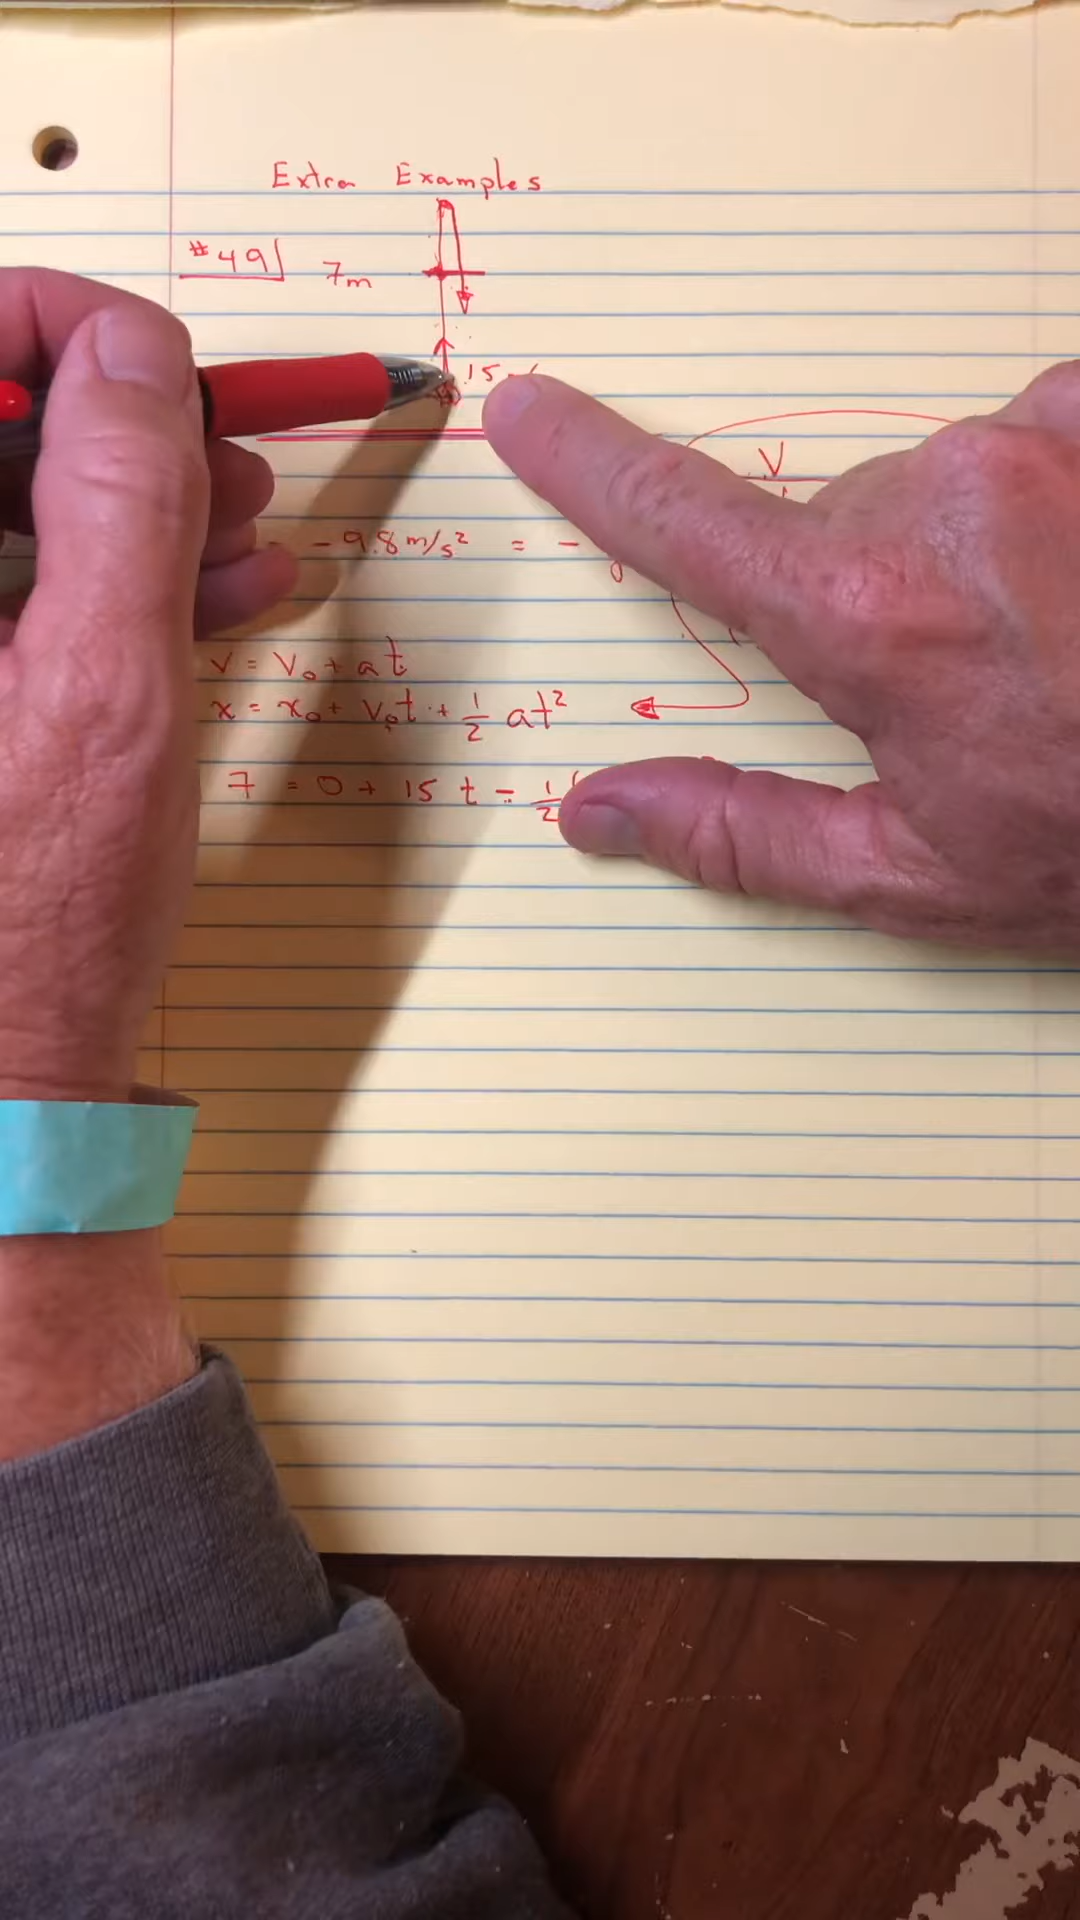 Extra Examples
#49 7m
15
V
- 9.8 m/s² = -
v = v₀ + at
x = x₀ + v₀t + 1/2 at²
7 = 0 + 15 t - 1/2